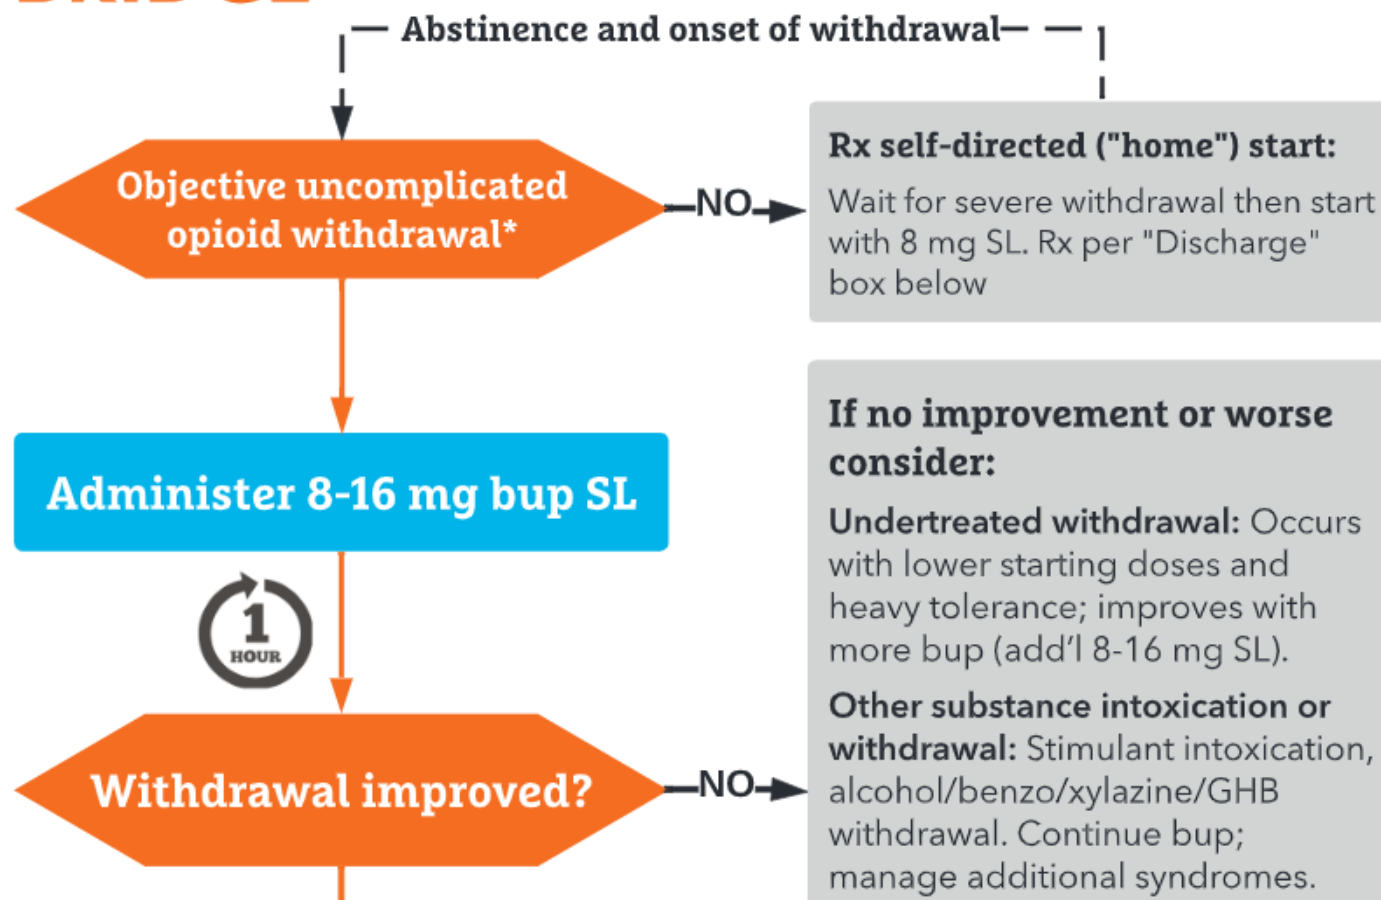 BRIDGE
Abstinence and onset of withdrawal
Objective uncomplicated
opioid withdrawal*
NO
Rx self-directed ("home") start:
Wait for severe withdrawal then start
with 8 mg SL. Rx per "Discharge"
box below
Administer 8-16 mg bup SL
1
HOUR
Withdrawal improved?
NO
If no improvement or worse
consider:
Undertreated withdrawal: Occurs
with lower starting doses and
heavy tolerance; improves with
more bup (add'l 8-16 mg SL).
Other substance intoxication or
withdrawal: Stimulant intoxication,
alcohol/benzo/xylazine/GHB
withdrawal. Continue bup;
manage additional syndromes.